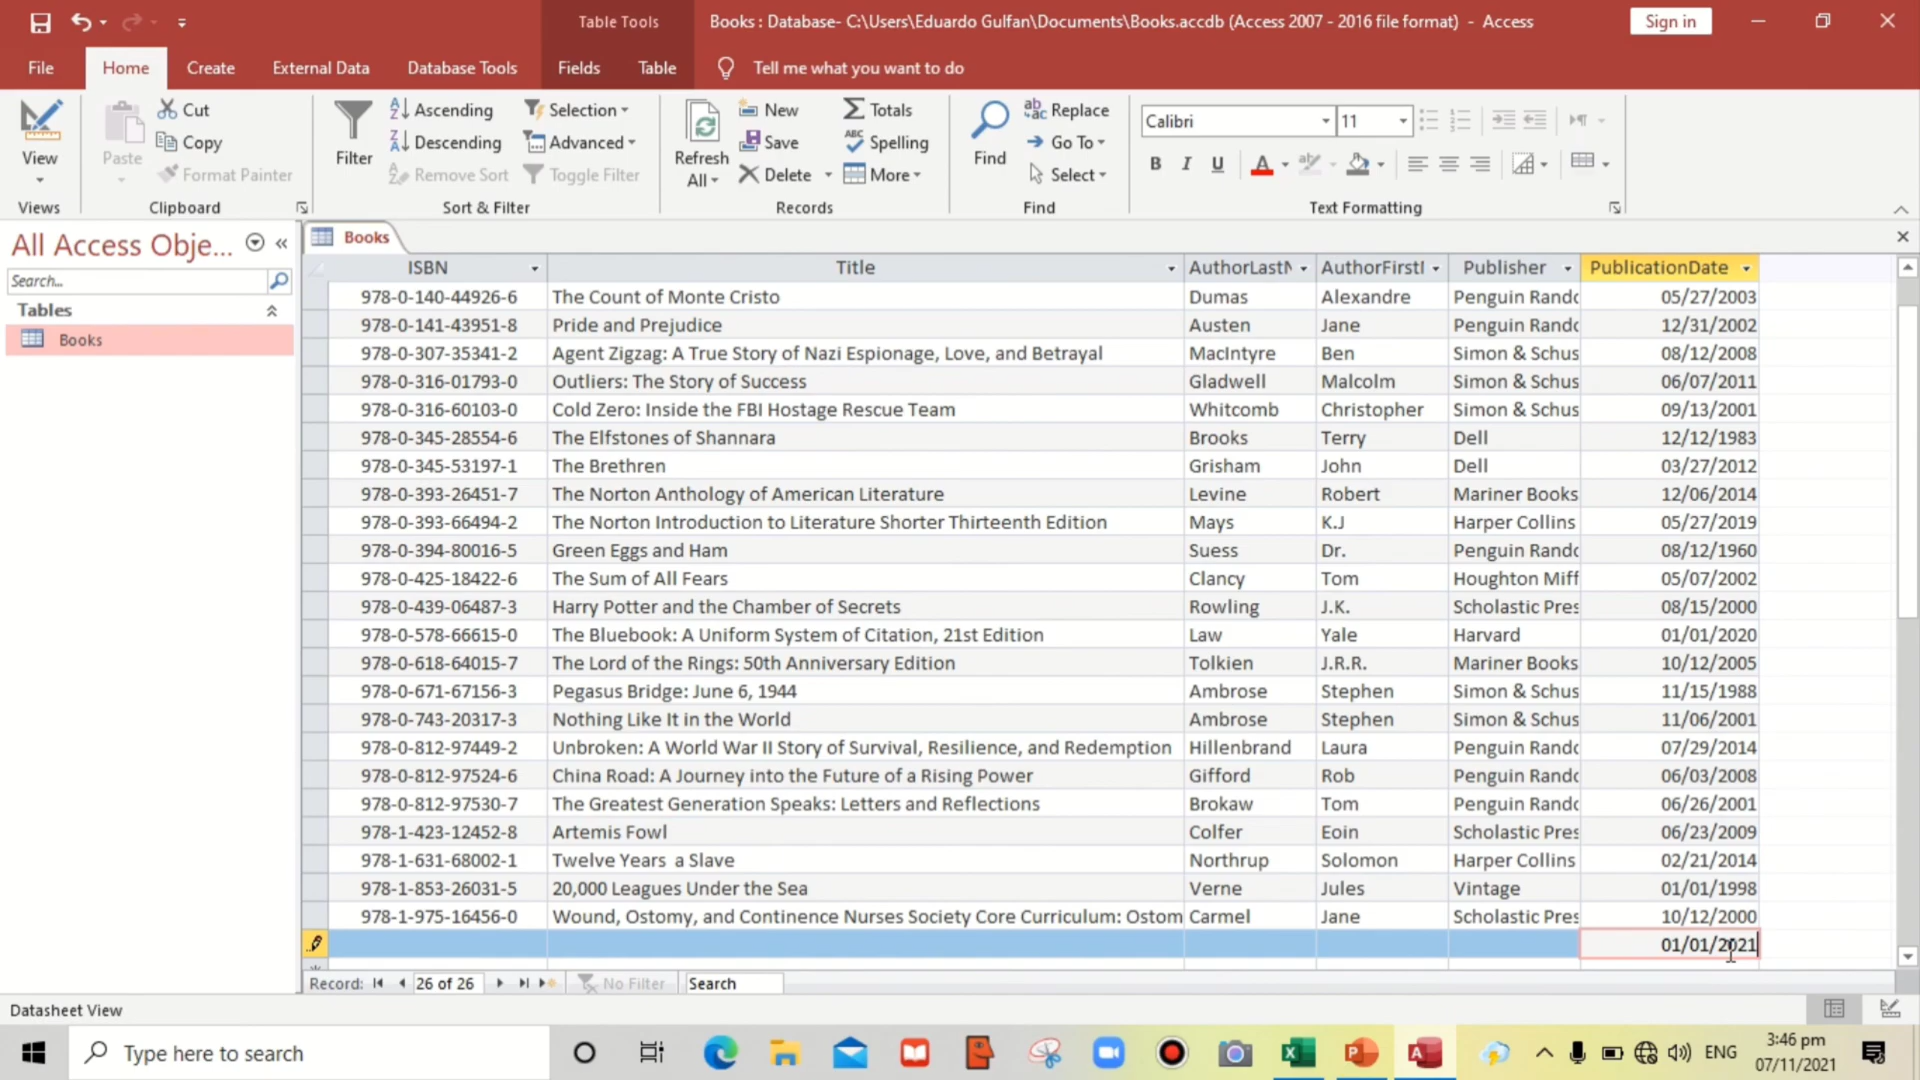 Table Tools
Books : Database- C:\Users\Eduardo Gulfan\Documents\Books.accdb (Access 2007 - 2016 file format) - Access
Sign in
File Home Create External Data Database Tools Fields Table Tell me what you want to do
View
Views
Paste
Cut
Copy
Format Painter
Clipboard
Filter
Ascending
Descending
Remove Sort
Selection
Advanced
Toggle Filter
Sort & Filter
Refresh All
New
Save
Delete
Totals
Spelling
More
Records
Find
Replace
Go To
Select
Find
Calibri 11
B I U A
Text Formatting
All Access Obje...
Search...
Tables
Books
Books
ISBN Title AuthorLastN AuthorFirstI Publisher PublicationDate
978-0-140-44926-6 The Count of Monte Cristo Dumas Alexandre Penguin Rando 05/27/2003
978-0-141-43951-8 Pride and Prejudice Austen Jane Penguin Rando 12/31/2002
978-0-307-35341-2 Agent Zigzag: A True Story of Nazi Espionage, Love, and Betrayal MacIntyre Ben Simon & Schus 08/12/2008
978-0-316-01793-0 Outliers: The Story of Success Gladwell Malcolm Simon & Schus 06/07/2011
978-0-316-60103-0 Cold Zero: Inside the FBI Hostage Rescue Team Whitcomb Christopher Simon & Schus 09/13/2001
978-0-345-28554-6 The Elfstones of Shannara Brooks Terry Dell 12/12/1983
978-0-345-53197-1 The Brethren Grisham John Dell 03/27/2012
978-0-393-26451-7 The Norton Anthology of American Literature Levine Robert Mariner Books 12/06/2014
978-0-393-66494-2 The Norton Introduction to Literature Shorter Thirteenth Edition Mays K.J Harper Collins 05/27/2019
978-0-394-80016-5 Green Eggs and Ham Suess Dr. Penguin Rando 08/12/1960
978-0-425-18422-6 The Sum of All Fears Clancy Tom Houghton Miff 05/07/2002
978-0-439-06487-3 Harry Potter and the Chamber of Secrets Rowling J.K. Scholastic Pres 08/15/2000
978-0-578-66615-0 The Bluebook: A Uniform System of Citation, 21st Edition Law Yale Harvard 01/01/2020
978-0-618-64015-7 The Lord of the Rings: 50th Anniversary Edition Tolkien J.R.R. Mariner Books 10/12/2005
978-0-671-67156-3 Pegasus Bridge: June 6, 1944 Ambrose Stephen Simon & Schus 11/15/1988
978-0-743-20317-3 Nothing Like It in the World Ambrose Stephen Simon & Schus 11/06/2001
978-0-812-97449-2 Unbroken: A World War II Story of Survival, Resilience, and Redemption Hillenbrand Laura Penguin Rando 07/29/2014
978-0-812-97524-6 China Road: A Journey into the Future of a Rising Power Gifford Rob Penguin Rando 06/03/2008
978-0-812-97530-7 The Greatest Generation Speaks: Letters and Reflections Brokaw Tom Penguin Rando 06/26/2001
978-1-423-12452-8 Artemis Fowl Colfer Eoin Scholastic Pres 06/23/2009
978-1-631-68002-1 Twelve Years a Slave Northrup Solomon Harper Collins 02/21/2014
978-1-853-26031-5 20,000 Leagues Under the Sea Verne Jules Vintage 01/01/1998
978-1-975-16456-0 Wound, Ostomy, and Continence Nurses Society Core Curriculum: Ostom Carmel Jane Scholastic Pres 10/12/2000
01/01/2021
Record: 26 of 26 No Filter Search
Datasheet View
Type here to search
ENG
3:46 pm
07/11/2021